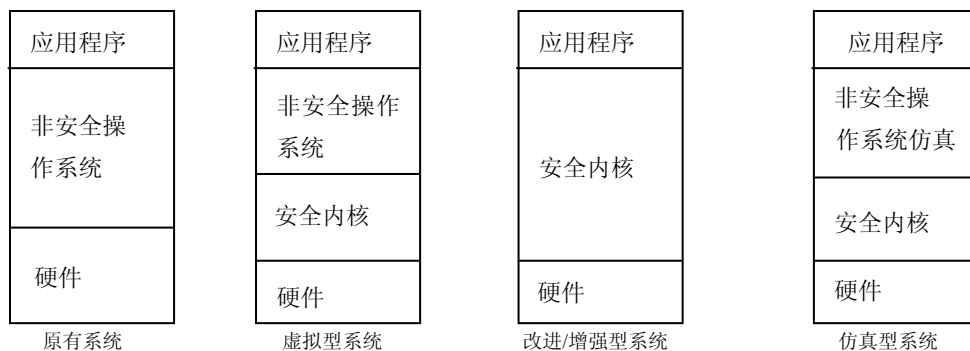 应用程序
非安全操
作系统
硬件
原有系统
应用程序
非安全操作
系统
安全内核
硬件
虚拟型系统
应用程序
安全内核
硬件
改进/增强型系统
应用程序
非安全操
作系统仿真
安全内核
硬件
仿真型系统